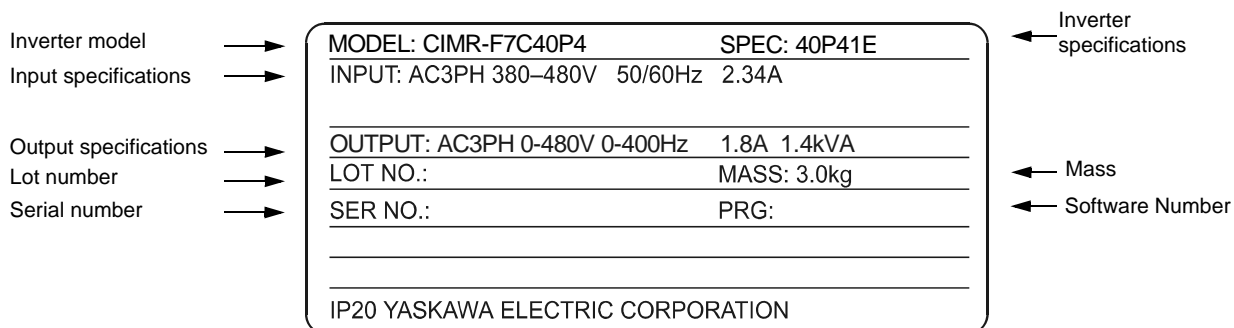 Inverter model
MODEL: CIMR-F7C40P4 SPEC: 40P41E
Inverter
specifications
Input specifications
INPUT: AC3PH 380–480V 50/60Hz 2.34A
Output specifications
OUTPUT: AC3PH 0-480V 0-400Hz 1.8A 1.4kVA
Lot number
LOT NO.: MASS: 3.0kg
Mass
Serial number
SER NO.: PRG:
Software Number
IP20 YASKAWA ELECTRIC CORPORATION